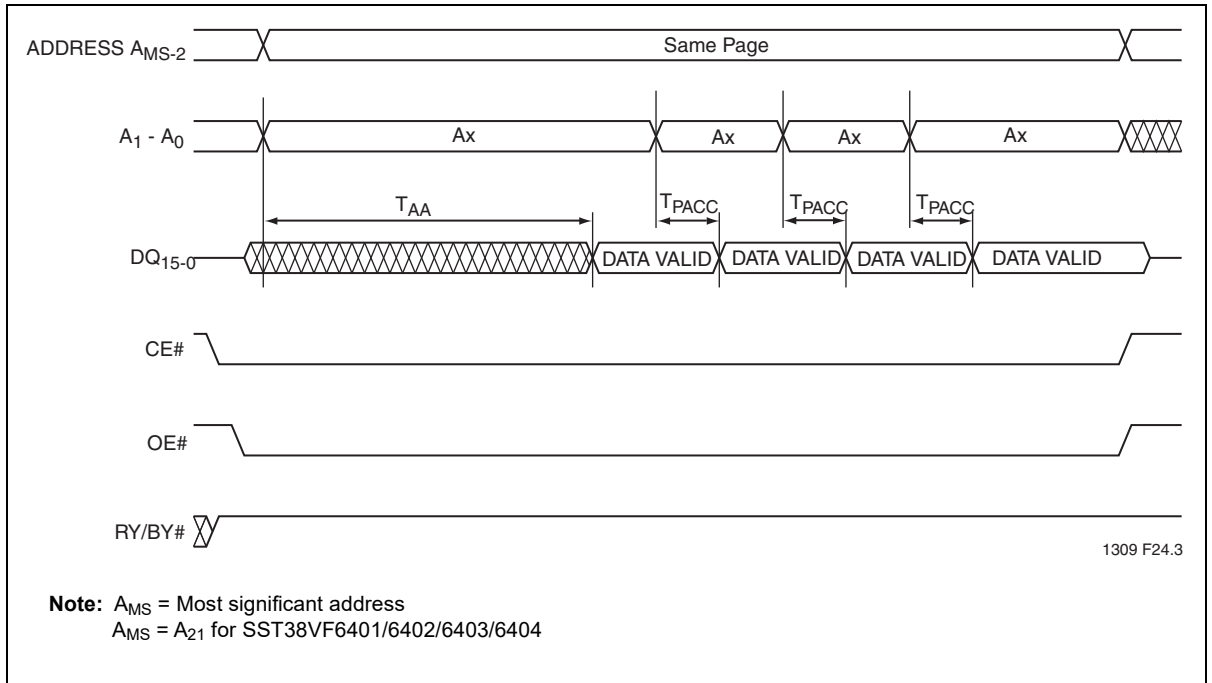 ADDRESS AMS-2
Same Page
A1 - A0
Ax Ax Ax Ax
TAA TPACC TPACC TPACC
DQ15-0
DATA VALID DATA VALID DATA VALID DATA VALID
CE#
OE#
RY/BY#
1309 F24.3
Note: AMS = Most significant address
AMS = A21 for SST38VF6401/6402/6403/6404